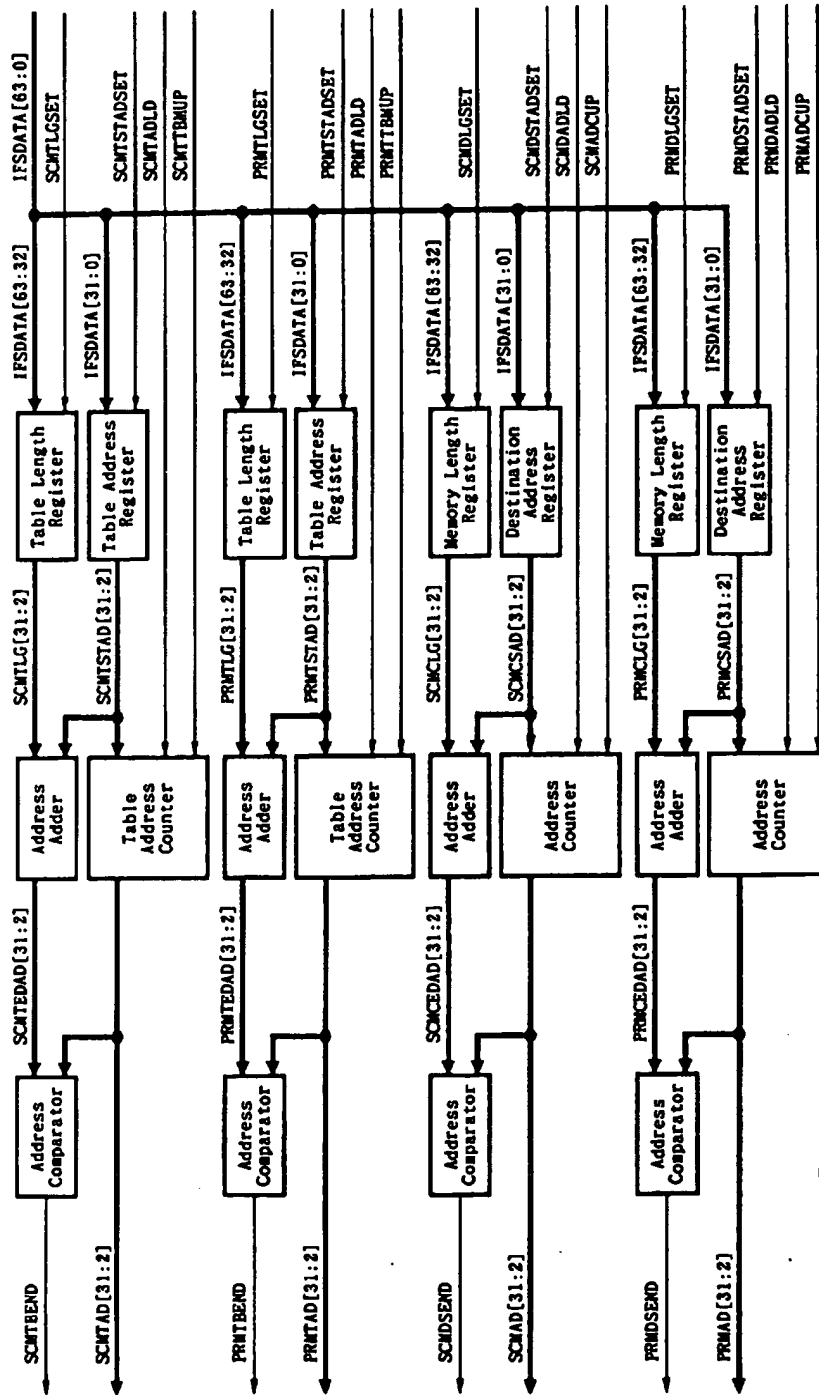 IFSDATA[63:0]
SCMTLGSET
SCMTSTADSET
SCMTADLD
SCMTTBMUP
PRMTLGSET
PRMTSTADSET
PRMTADLD
PRMTTBMUP
SCMDLGSET
SCMDSTADSET
SCMDADLD
SCMADCUP
PRMDLGSET
PRMDSTADSET
PRMDADLD
PRMADCUP
IFSDATA[63:32]
IFSDATA[31:0]
IFSDATA[63:32]
IFSDATA[31:0]
IFSDATA[63:32]
IFSDATA[31:0]
IFSDATA[63:32]
IFSDATA[31:0]
Table Length
Register
Table Address
Register
Table Length
Register
Table Address
Register
Memory Length
Register
Destination
Address
Register
Memory Length
Register
Destination
Address
Register
SCMTLG[31:2]
SCMTSTAD[31:2]
PRMTLG[31:2]
PRMTSTAD[31:2]
SCMCLG[31:2]
SCMCSAD[31:2]
PRMCLG[31:2]
PRMCSAD[31:2]
Address
Adder
Table
Address
Counter
Address
Adder
Table
Address
Counter
Address
Adder
Address
Counter
Address
Adder
Address
Counter
SCMTEDAD[31:2]
PRMTEDAD[31:2]
SCMCEDAD[31:2]
PRMCEDAD[31:2]
Address
Comparator
Address
Comparator
Address
Comparator
Address
Comparator
SCMTBEND
SCMTAD[31:2]
PRMTBEND
PRMTAD[31:2]
SCMDSEND
SCMAD[31:2]
PRMDSEND
PRMAD[31:2]